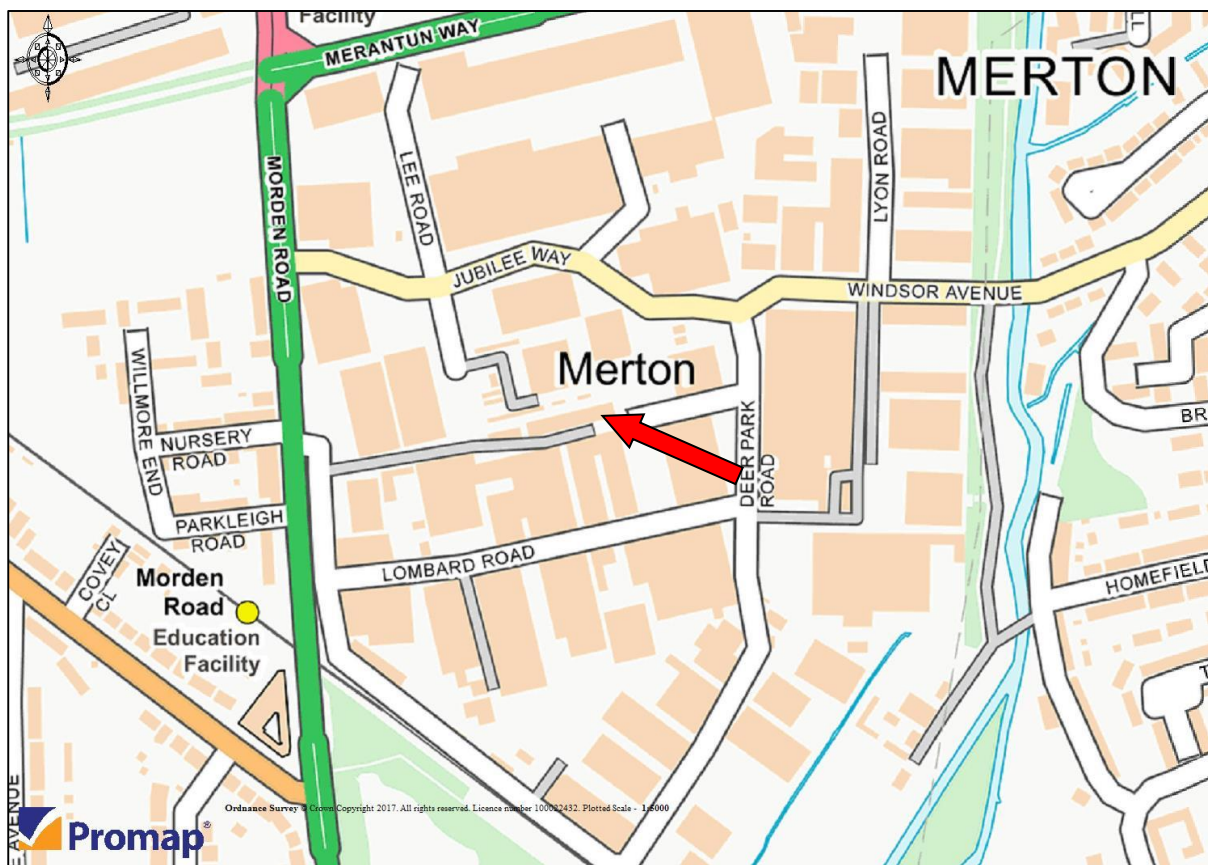 Facility
MERANTUN WAY
MERTON
MORDEN ROAD
LEE ROAD
LYON ROAD
JUBILEE WAY
WINDSOR AVENUE
Merton
WILLMORE END
NURSERY
ROAD
DEER PARK
ROAD
PARKLEIGH
ROAD
LOMBARD ROAD
COVEY
CL
Morden
Road
Education
Facility
HOMEFIELD
BR
E AVENUE
Ordnance Survey © Crown Copyright 2017. All rights reserved. Licence number 100022432. Plotted Scale - 1:5000
Promap®